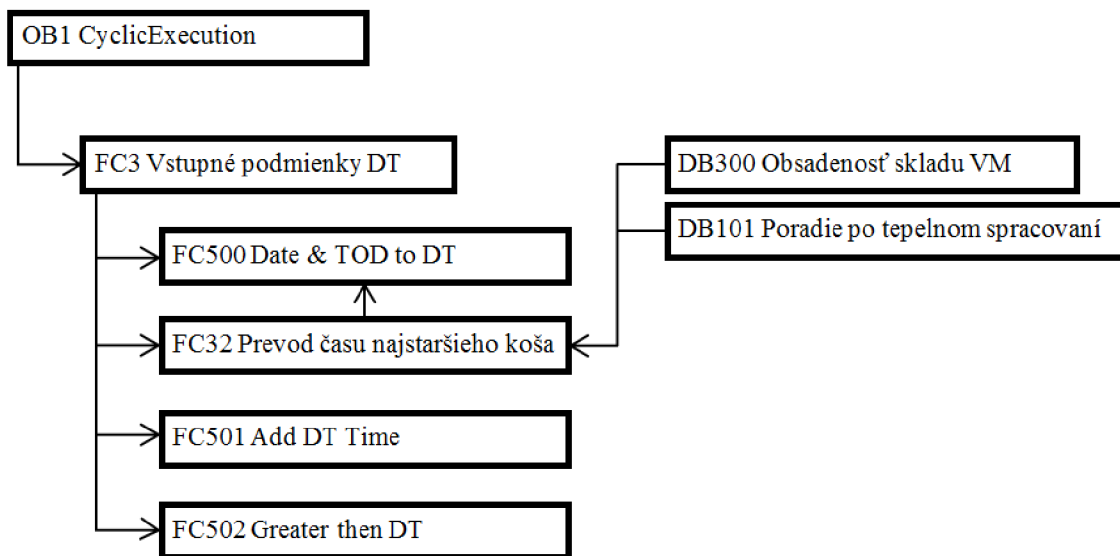 OB1 CyclicExecution
FC3 Vstupné podmienky DT
DB300 Obsadenosť skladu VM
DB101 Poradie po tepelnom spracovaní
FC500 Date & TOD to DT
FC32 Prevod času najstaršieho koša
FC501 Add DT Time
FC502 Greater then DT